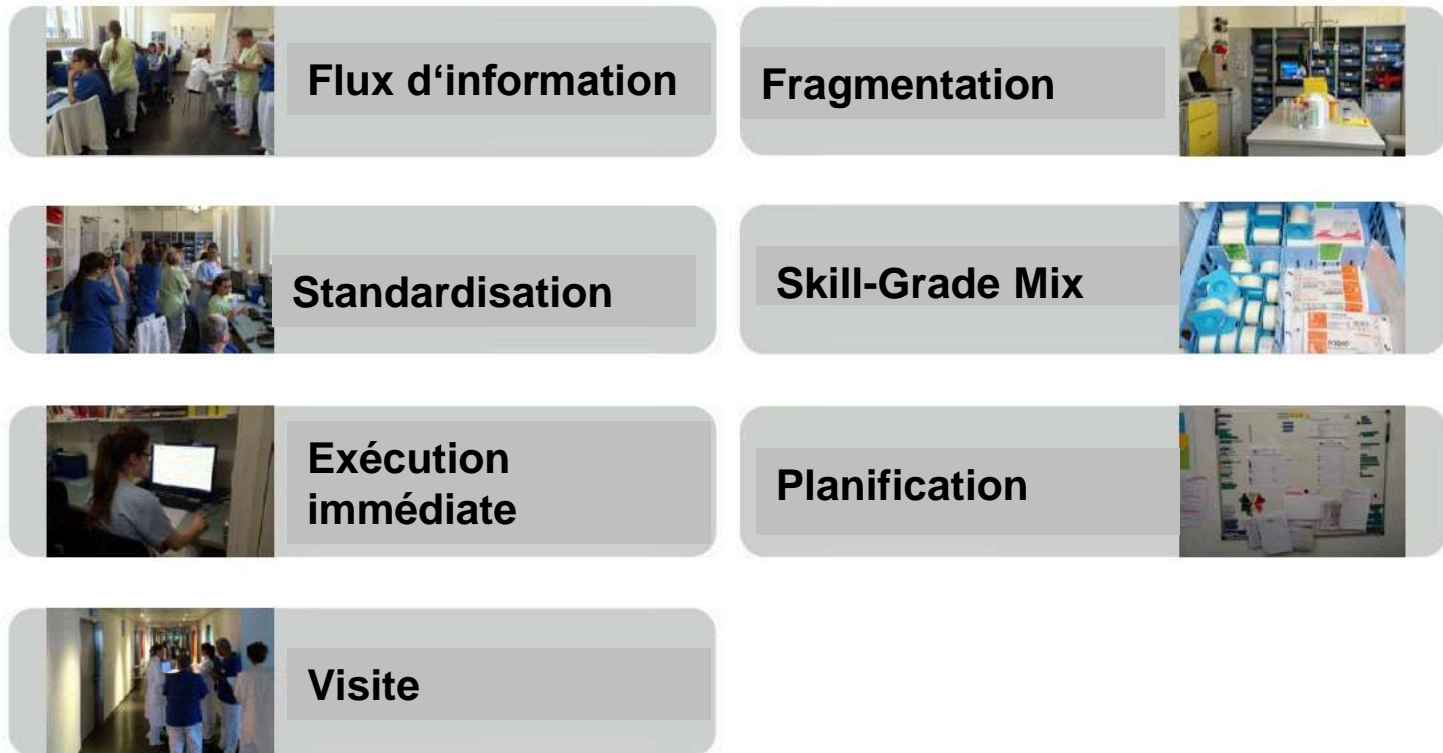 Flux d‘information
Fragmentation
Standardisation
Skill-Grade Mix
Exécution
immédiate
Planification
Visite